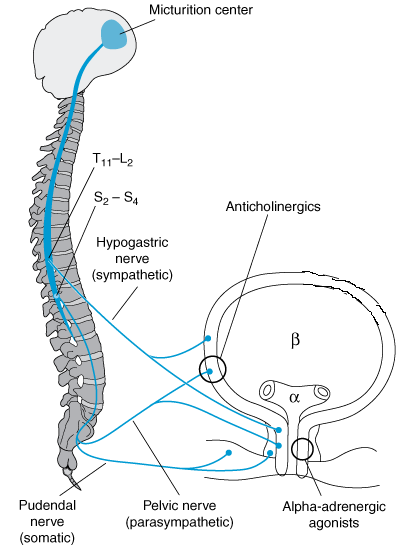 Micturition center
T11–L2
S2 – S4
Anticholinergics
Hypogastric
nerve
(sympathetic)
β
α
Pudendal
nerve
(somatic)
Pelvic nerve
(parasympathetic)
Alpha-adrenergic
agonists